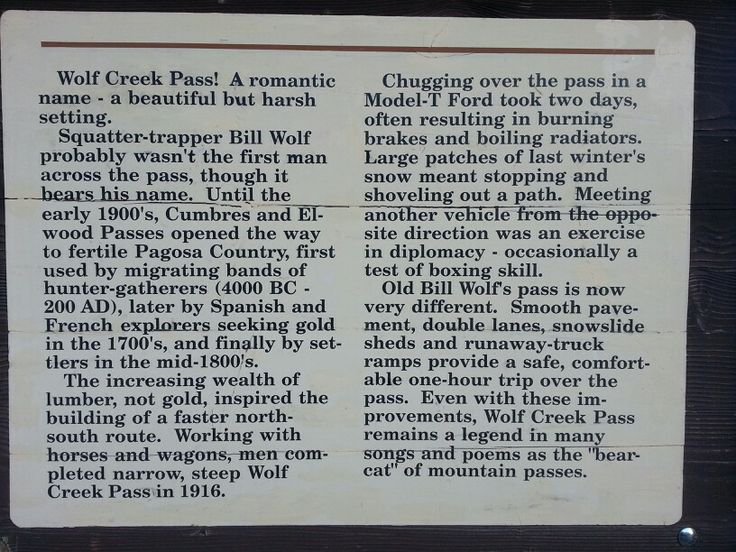 Wolf Creek Pass!  A romantic
name - a beautiful but harsh
setting.
Squatter-trapper Bill Wolf
probably wasn't the first man
across the pass, though it
bears his name.  Until the
early 1900's, Cumbres and El-
wood Passes opened the way
to fertile Pagosa Country, first
used by migrating bands of
hunter-gatherers (4000 BC -
200 AD), later by Spanish and
French explorers seeking gold
in the 1700's, and finally by set-
tlers in the mid-1800's.
The increasing wealth of
lumber, not gold, inspired the
building of a faster north-
south route.  Working with
horses and wagons, men com-
pleted narrow, steep Wolf
Creek Pass in 1916.
Chugging over the pass in a
Model-T Ford took two days,
often resulting in burning
brakes and boiling radiators.
Large patches of last winter's
snow meant stopping and
shoveling out a path.  Meeting
another vehicle from the oppo-
site direction was an exercise
in diplomacy - occasionally a
test of boxing skill.
Old Bill Wolf's pass is now
very different.  Smooth pave-
ment, double lanes, snowslide
sheds and runaway-truck
ramps provide a safe, comfort-
able one-hour trip over the
pass.  Even with these im-
provements, Wolf Creek Pass
remains a legend in many
songs and poems as the "bear-
cat" of mountain passes.